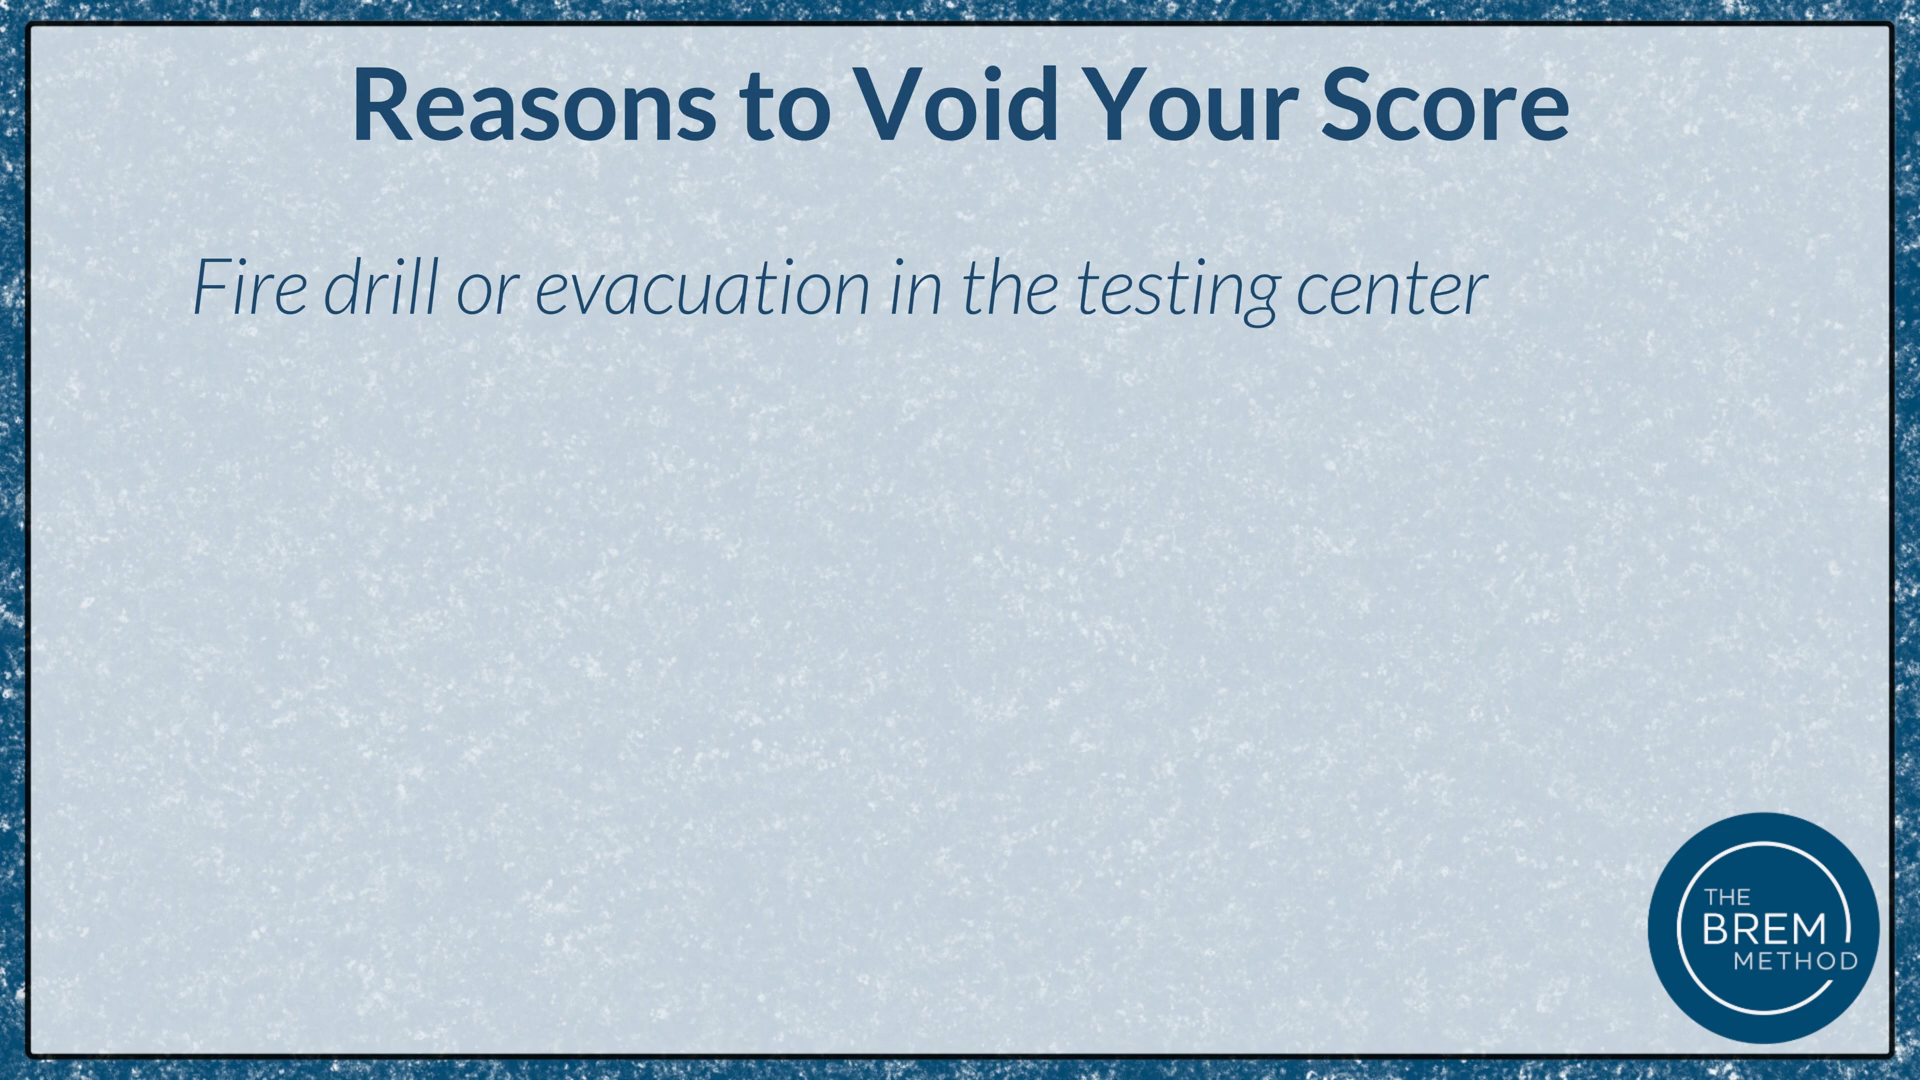 Reasons to Void Your Score
Fire drill or evacuation in the testing center
THE
BREM
METHOD